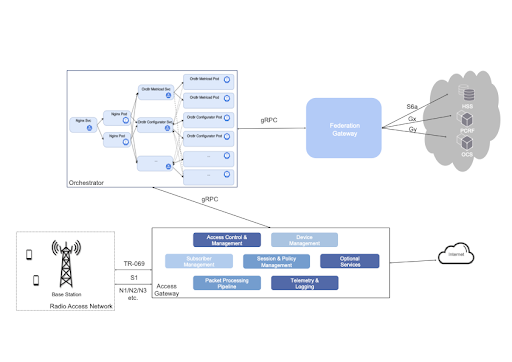 Nginx Svc
Nginx Pod
Nginx Pod
Orc8r Metricsd Svc
Orc8r Configurator Svc
...
Orc8r Metricsd Pod
Orc8r Metricsd Pod
Orc8r Configurator Pod
Orc8r Configurator Pod
...
...
Orchestrator
gRPC
Federation
Gateway
S6a
Gx
Gy
HSS
PCRF
OCS
gRPC
Base Station
Radio Access Network
TR-069
S1
N1/N2/N3
etc.
Access Control &
Management
Device
Management
Subscriber
Management
Session & Policy
Management
Optional
Services
Packet Processing
Pipeline
Telemetry &
Logging
Access
Gateway
Internet